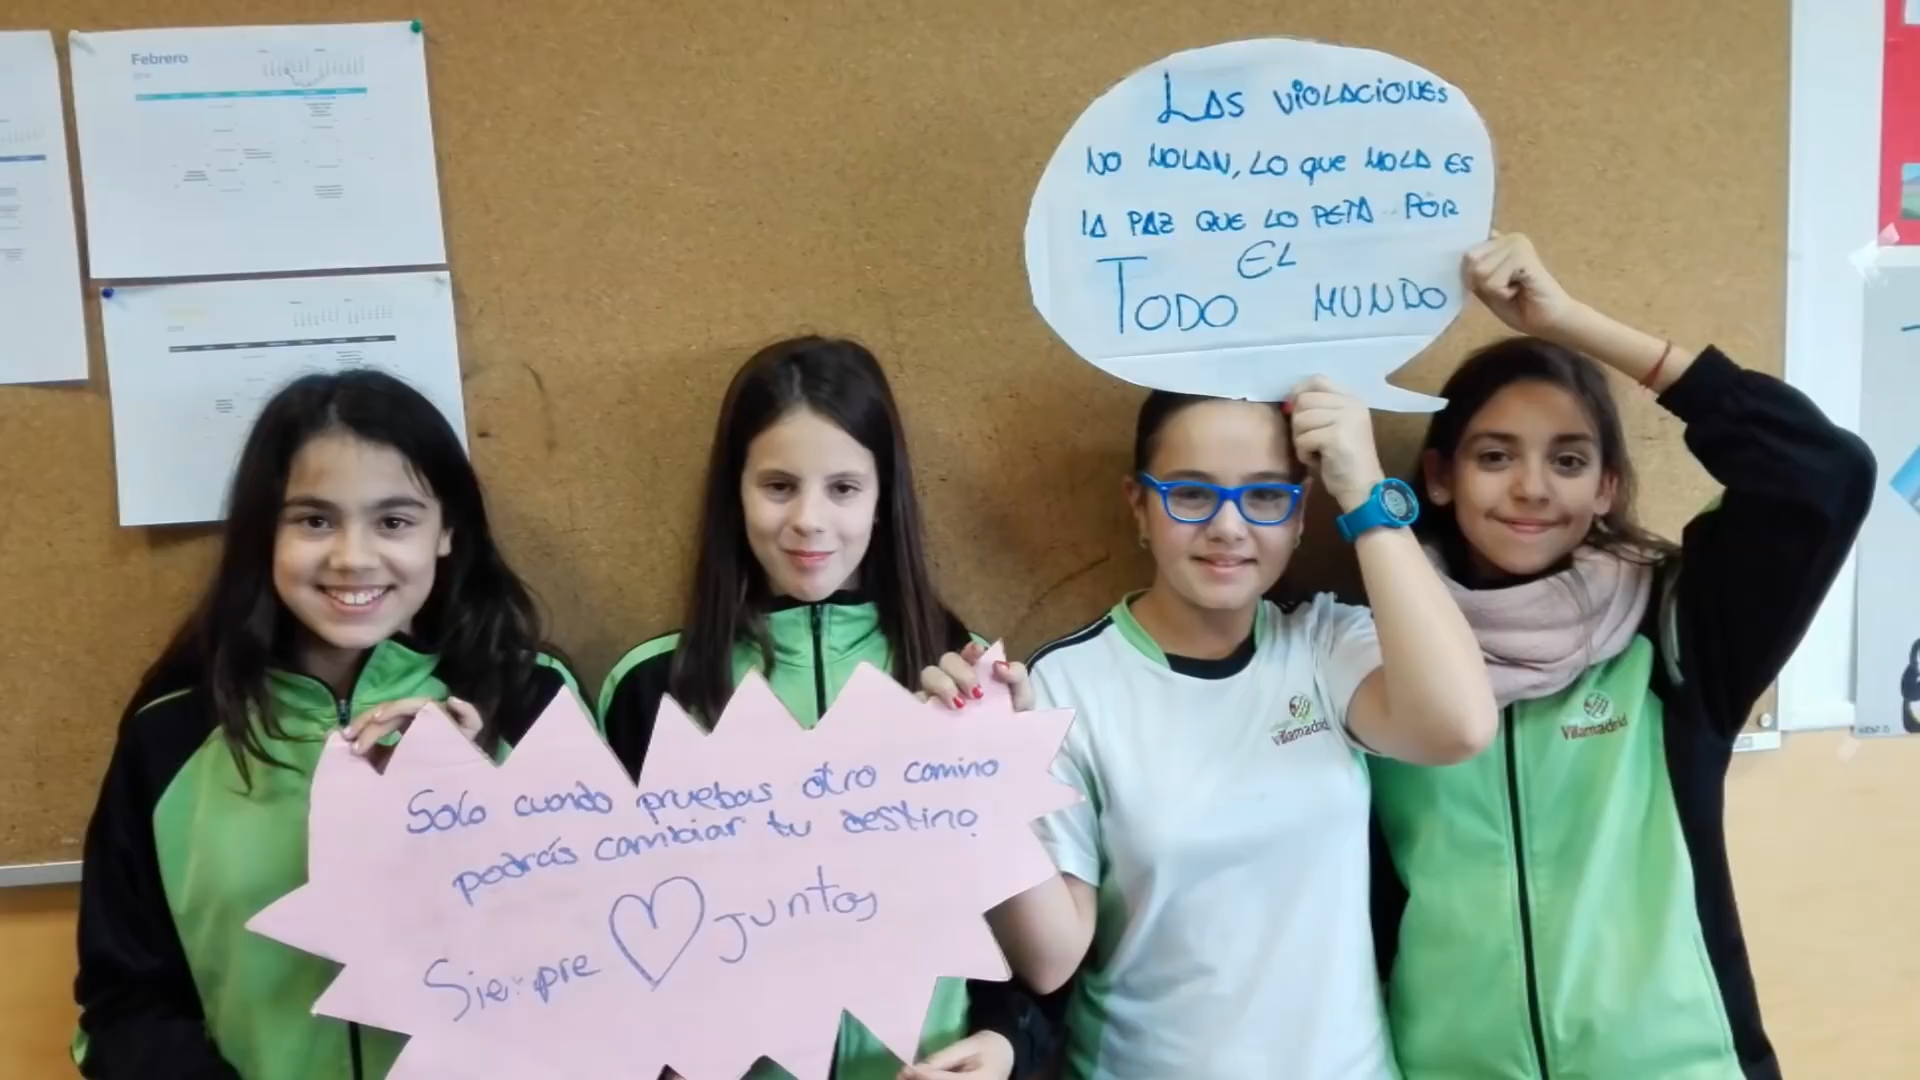 Febrero
LAS VIOLACIONES
NO MOLAN, LO QUE MOLA ES
LA PAZ QUE LO PETA POR
EL
TODO MUNDO
Solo cuando pruebas otro camino
podrás cambiar tu destino.
Siempre juntos
Villamadrid
Villamadrid